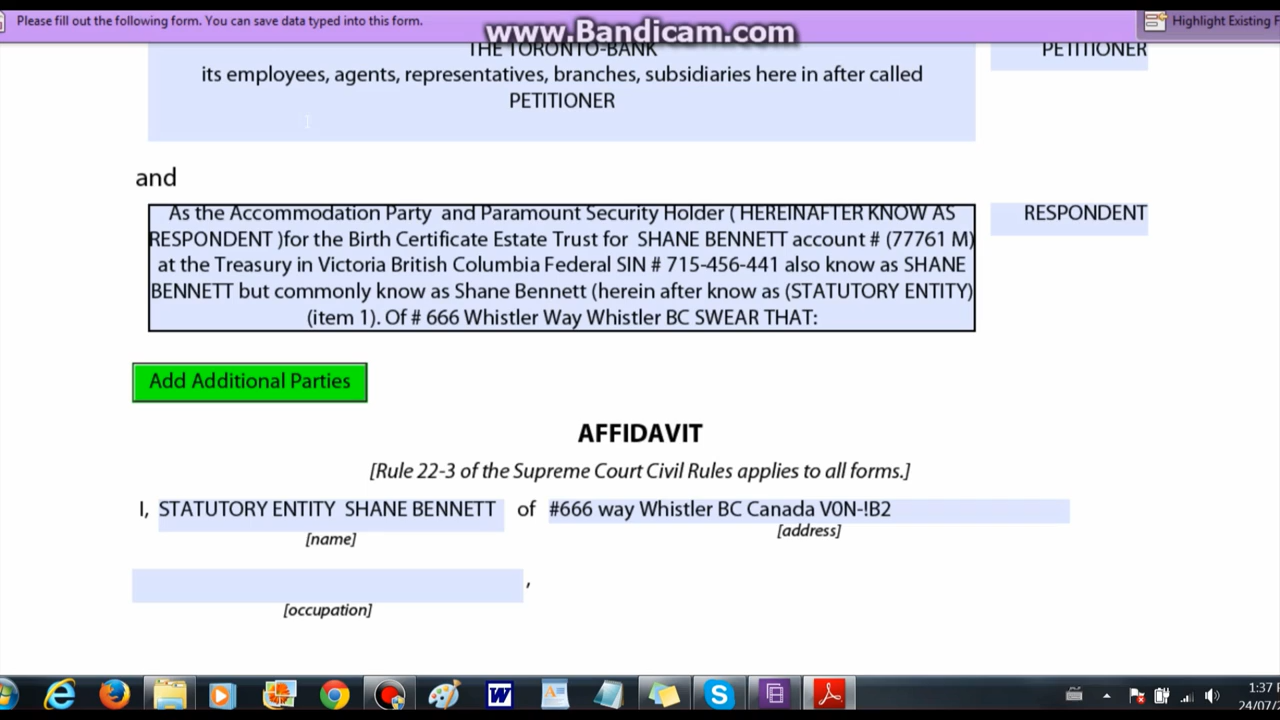 Please fill out the following form. You can save data typed into this form.
www.Bandicam.com
Highlight Existing F
THE TORONTO-BANK
PETITIONER
its employees, agents, representatives, branches, subsidiaries here in after called
PETITIONER
and
As the Accommodation Party and Paramount Security Holder ( HEREINAFTER KNOW AS
RESPONDENT )for the Birth Certificate Estate Trust for SHANE BENNETT account # (77761 M)
at the Treasury in Victoria British Columbia Federal SIN # 715-456-441 also know as SHANE
BENNETT but commonly know as Shane Bennett (herein after know as (STATUTORY ENTITY)
(item 1). Of # 666 Whistler Way Whistler BC SWEAR THAT:
RESPONDENT
Add Additional Parties
AFFIDAVIT
[Rule 22-3 of the Supreme Court Civil Rules applies to all forms.]
I, STATUTORY ENTITY SHANE BENNETT of #666 way Whistler BC Canada V0N-!B2
[name]
[address]
,
[occupation]
1:37 P
24/07/2